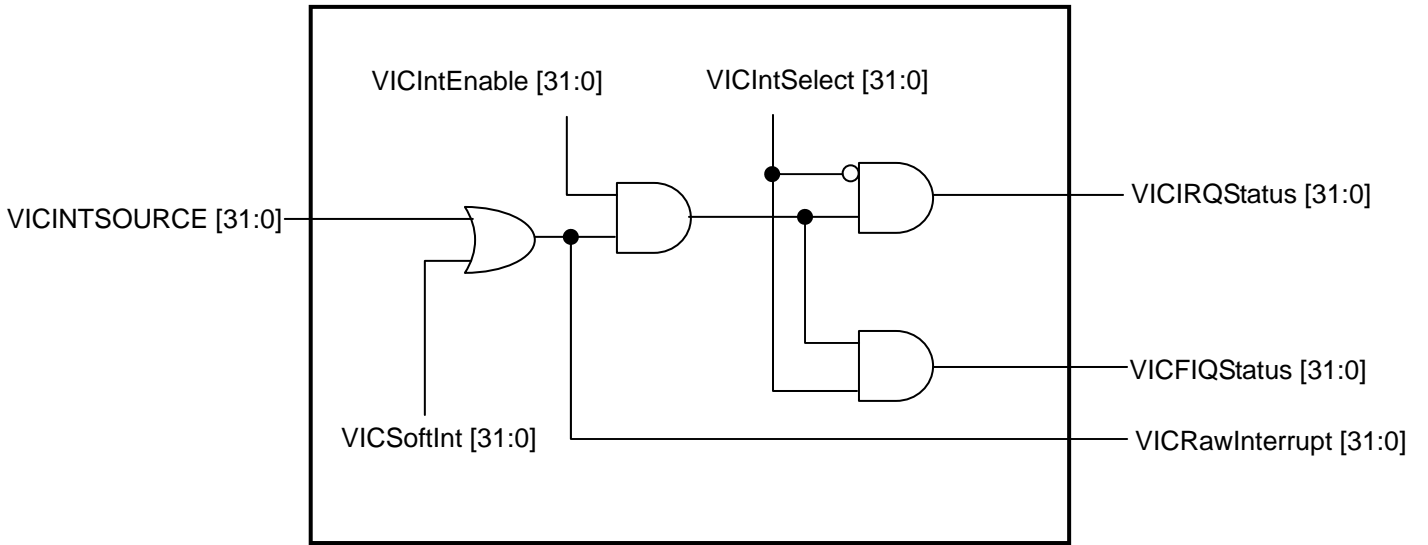 VICIntEnable [31:0]
VICIntSelect [31:0]
VICINTSOURCE [31:0]
VICIRQStatus [31:0]
VICFIQStatus [31:0]
VICSoftInt [31:0]
VICRawInterrupt [31:0]